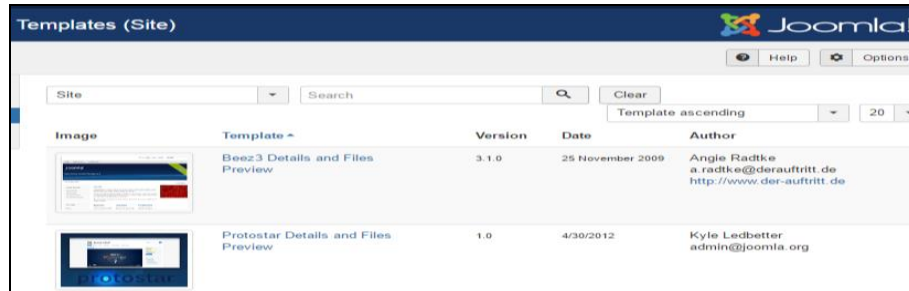 Templates (Site)
Joomla!
Help
Options
Site
Search
Clear
Template ascending
20
Image
Template
Version
Date
Author
Beez3 Details and Files
Preview
3.1.0
25 November 2009
Angie Radtke
a.radtke@derauftritt.de
http://www.der-auftritt.de
Protostar Details and Files
Preview
1.0
4/30/2012
Kyle Ledbetter
admin@joomla.org
protostar